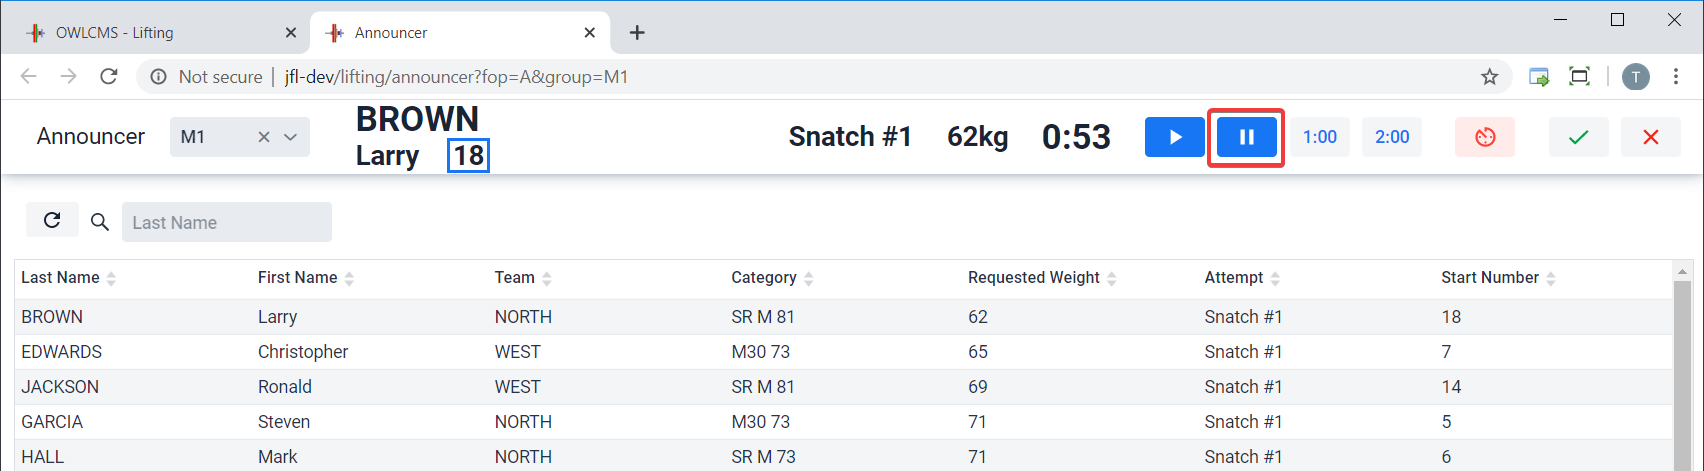 OWLCMS - Lifting
Announcer
Not secure | jfl-dev/lifting/announcer?fop=A&group=M1
T
Announcer M1 BROWN
Larry 18 Snatch #1 62kg 0:53 1:00 2:00
Last Name
Last Name First Name Team Category Requested Weight Attempt Start Number
BROWN Larry NORTH SR M 81 62 Snatch #1 18
EDWARDS Christopher WEST M30 73 65 Snatch #1 7
JACKSON Ronald WEST SR M 81 69 Snatch #1 14
GARCIA Steven NORTH M30 73 71 Snatch #1 5
HALL Mark NORTH SR M 73 71 Snatch #1 6